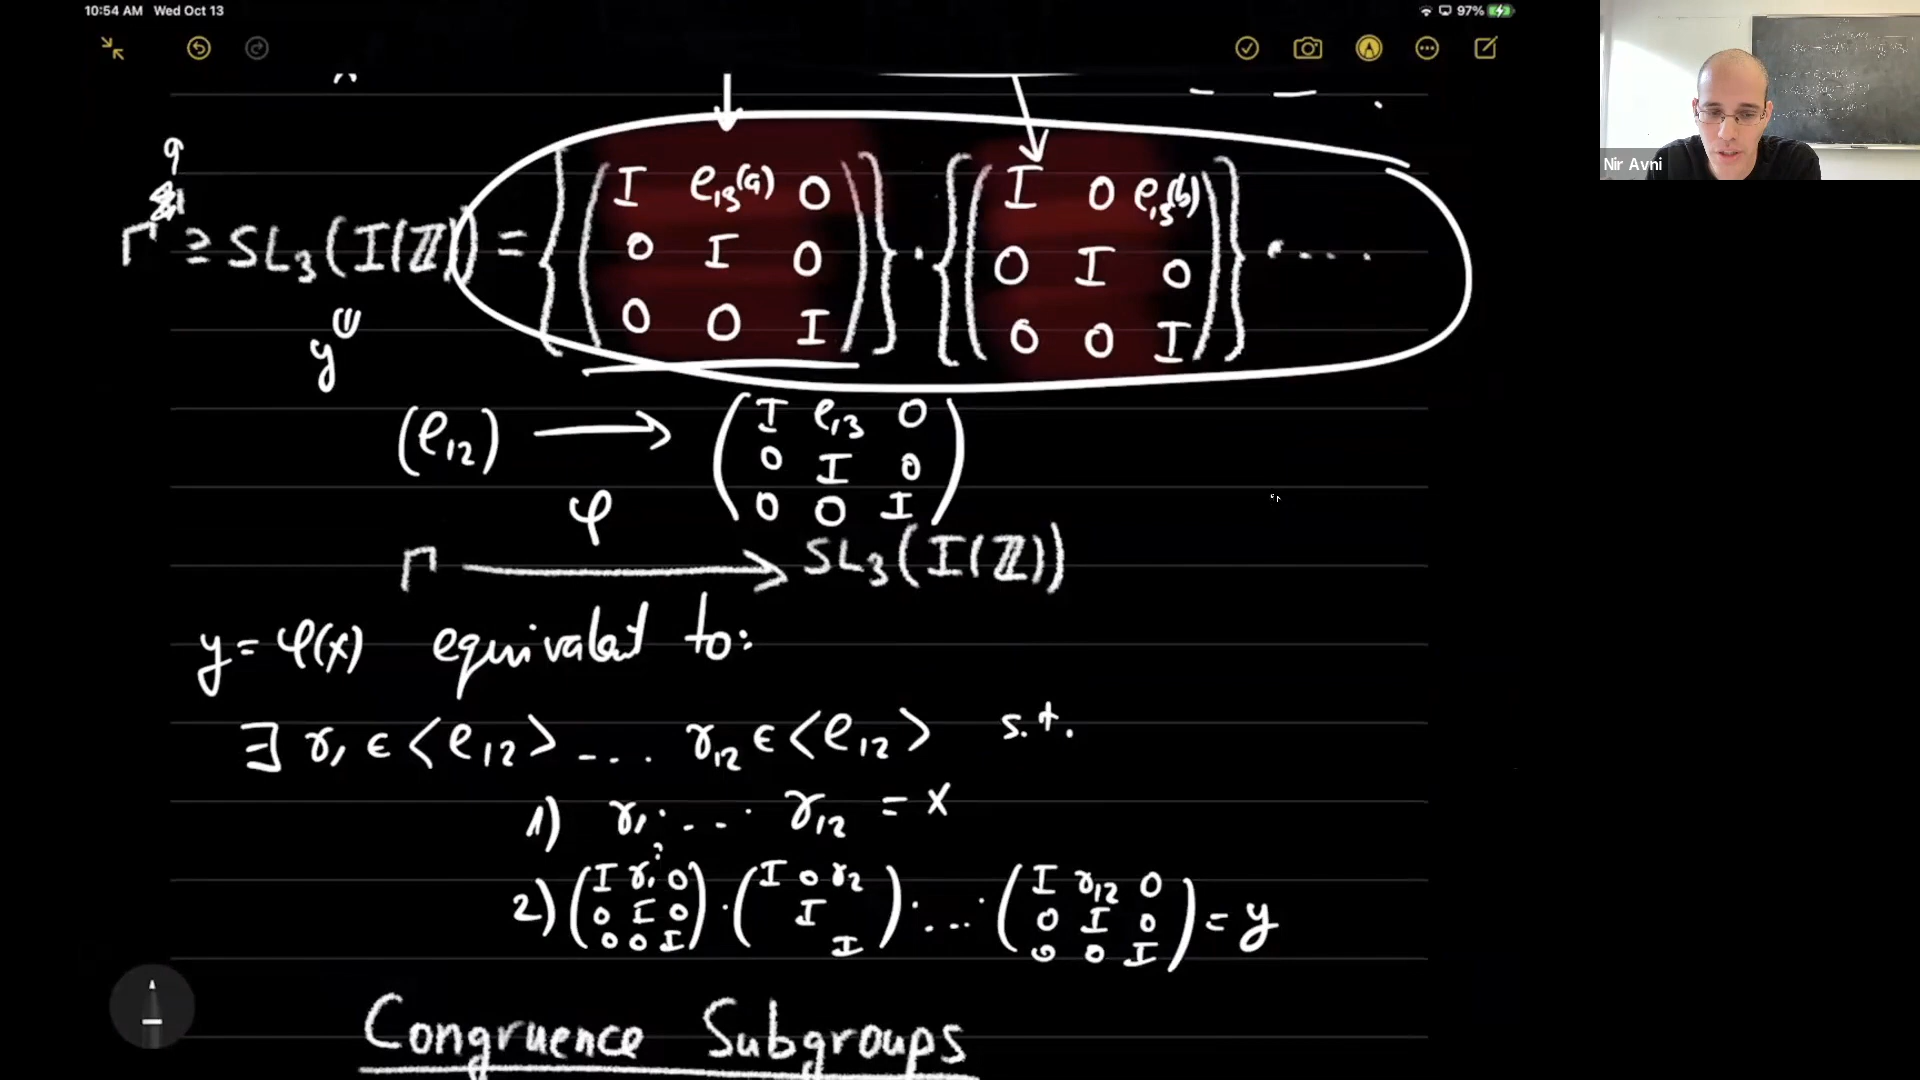 10:54 AM Wed Oct 13
97%
Nir Avni
Γ⁹ ≥ SL₃(I(ℤ)) = { ( I e₁₃(a) 0 ) } · { ( I 0 e₁₃(b) ) } · ....
0 I 0 0 I 0
0 0 I 0 0 I
y
(e₁₂) → ( I e₁₃ 0
0 I 0
0 0 I )
φ
Γ → SL₃(I(ℤ))
y = φ(x) equivalent to:
∃ γ₁ ∈ <e₁₂> .... γ₁₂ ∈ <e₁₂> s.t.
1) γ₁ · ... · γ₁₂ = x
2) ( I γ₁ 0 ) · ( I 0 γ₂ ) · ... · ( I γ₁₂ 0 ) = y
0 I 0 I 0 I 0
0 0 I I 0 0 I
Congruence Subgroups